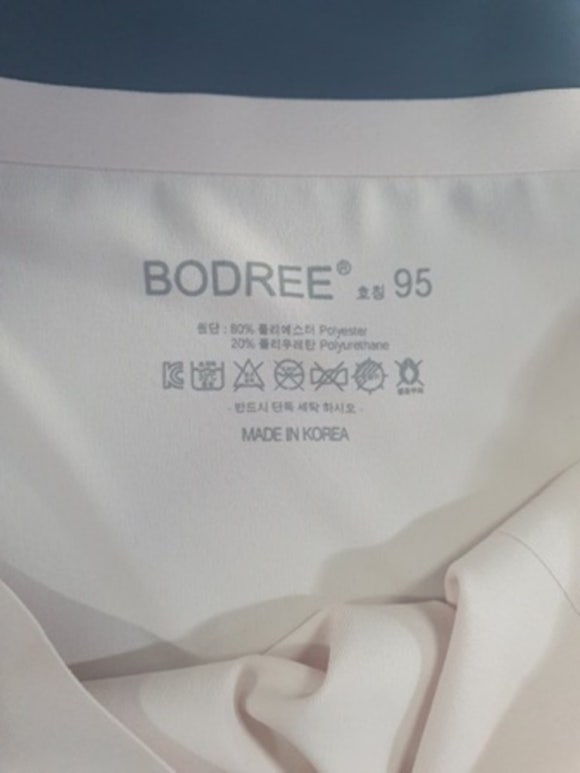 BODREE® 호칭 95
원단 : 80% 폴리에스터 Polyester
20% 폴리우레탄 Polyurethane
· 반드시 단독 세탁 하시오 ·
MADE IN KOREA